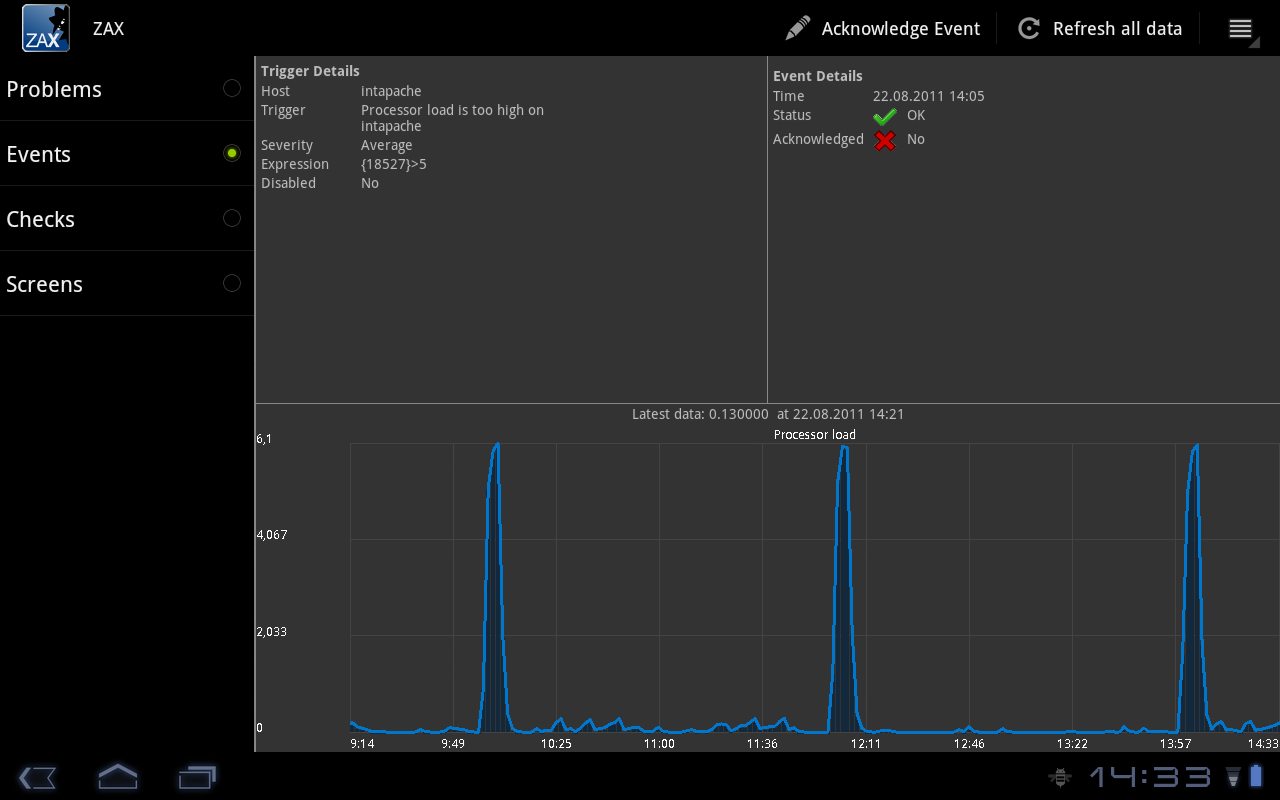 ZAX
ZAX
Acknowledge Event
Refresh all data
Problems
Events
Checks
Screens
Trigger Details
Host intapache
Trigger Processor load is too high on
intapache
Severity Average
Expression {18527}>5
Disabled No
Event Details
Time 22.08.2011 14:05
Status OK
Acknowledged No
Latest data: 0.130000 at 22.08.2011 14:21
Processor load
6,1
4,067
2,033
0
9:14 9:49 10:25 11:00 11:36 12:11 12:46 13:22 13:57 14:33
14:33